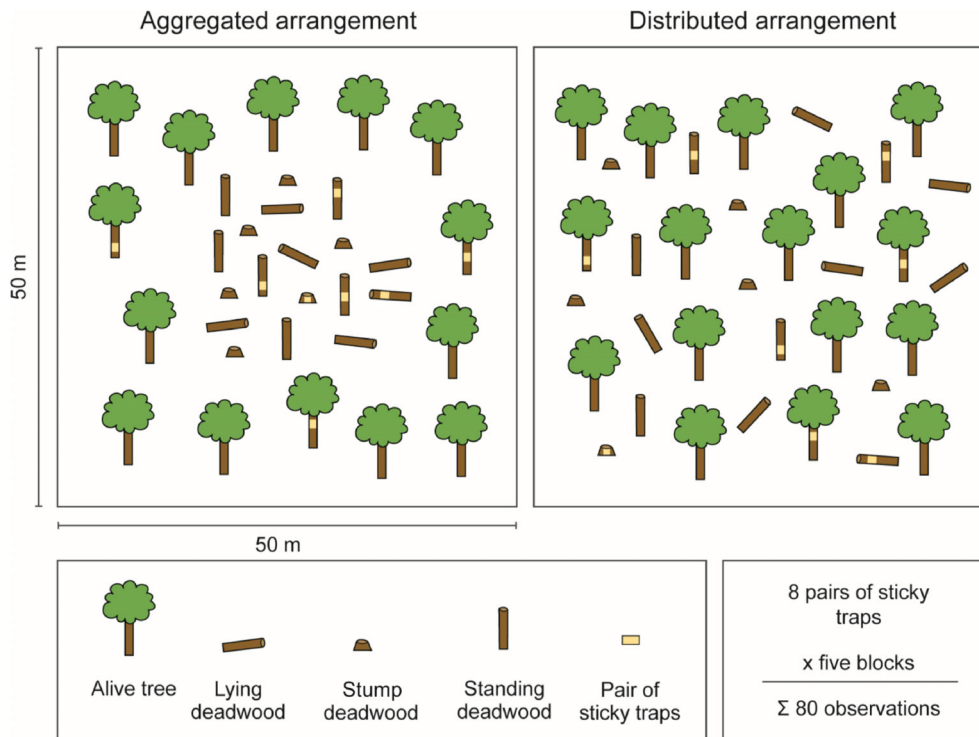 Aggregated arrangement
Distributed arrangement
50 m
50 m
Alive tree
Lying
deadwood
Stump
deadwood
Standing
deadwood
Pair of
sticky traps
8 pairs of sticky
traps
x five blocks
Σ 80 observations